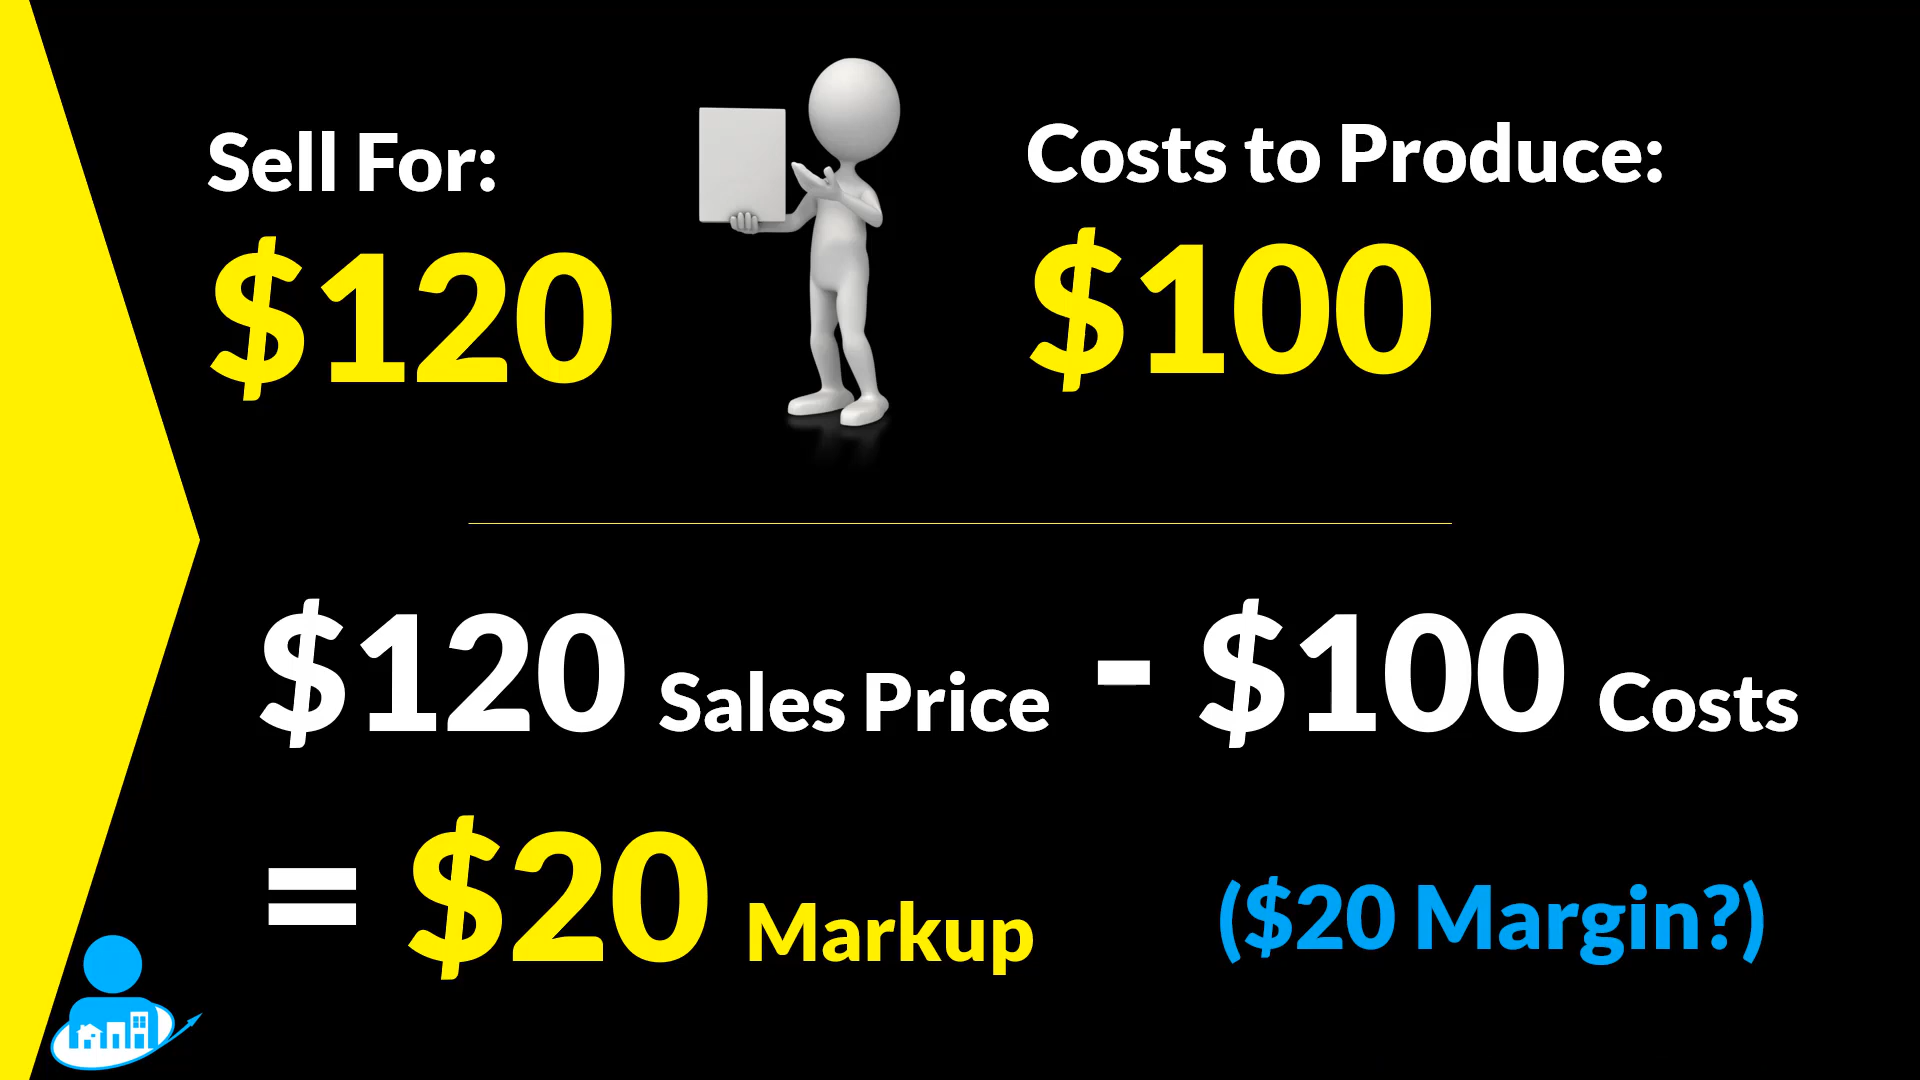 Sell For:
$120
Costs to Produce:
$100
$120 Sales Price - $100 Costs
= $20 Markup
($20 Margin?)